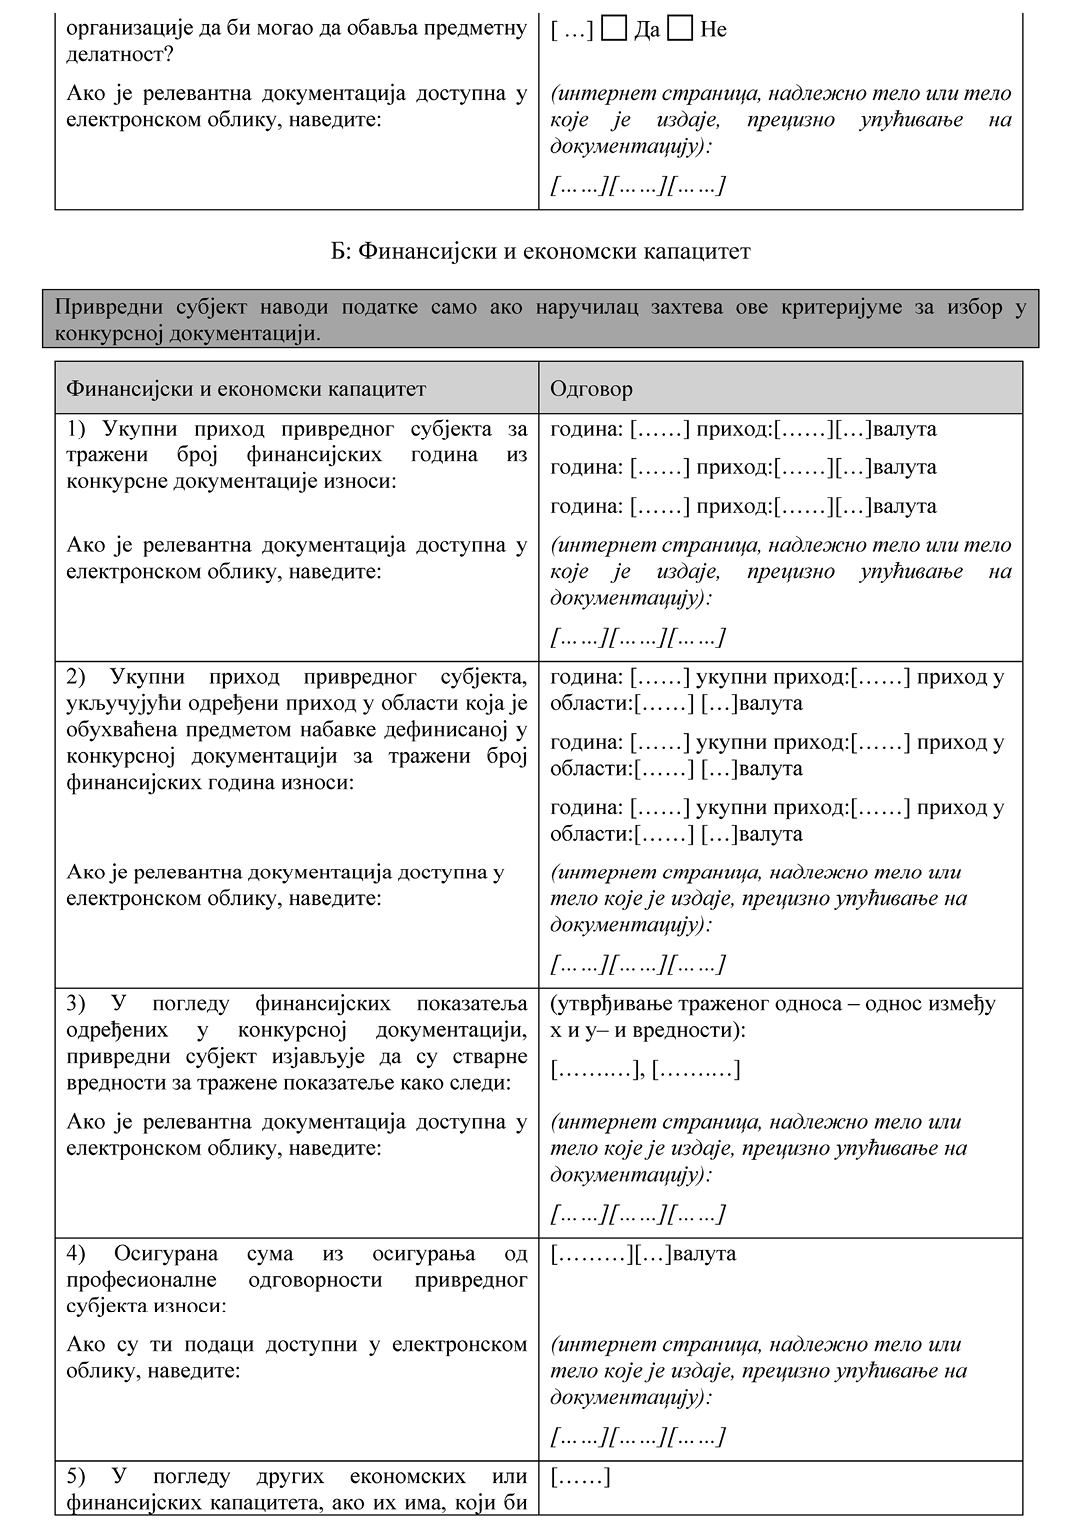 организације да би могао да обавља предметну
делатност?
[ …] Да Не
Ако је релевантна документација доступна у
електронском облику, наведите:
(интернет страница, надлежно тело или тело
које је издаје, прецизно упућивање на
документацију):
[……][……][……]
Б: Финансијски и економски капацитет
Привредни субјект наводи податке само ако наручилац захтева ове критеријуме за избор у
конкурсној документацији.
Финансијски и економски капацитет
Одговор
1) Укупни приход привредног субјекта за
тражени број финансијских година из
конкурсне документације износи:
година: [……] приход:[……][…]валута
година: [……] приход:[……][…]валута
година: [……] приход:[……][…]валута
Ако је релевантна документација доступна у
електронском облику, наведите:
(интернет страница, надлежно тело или тело
које је издаје, прецизно упућивање на
документацију):
[……][……][……]
2) Укупни приход привредног субјекта,
укључујући одређени приход у области која је
обухваћена предметом набавке дефинисаној у
конкурсној документацији за тражени број
финансијских година износи:
година: [……] укупни приход:[……] приход у
области:[……] […]валута
година: [……] укупни приход:[……] приход у
области:[……] […]валута
година: [……] укупни приход:[……] приход у
области:[……] […]валута
Ако је релевантна документација доступна у
електронском облику, наведите:
(интернет страница, надлежно тело или
тело које је издаје, прецизно упућивање на
документацију):
[……][……][……]
3) У погледу финансијских показатеља
одређених у конкурсној документацији,
привредни субјект изјављује да су стварне
вредности за тражене показатеље како следи:
(утврђивање траженог односа – однос између
х и у– и вредности):
[…….…], […….…]
Ако је релевантна документација доступна у
електронском облику, наведите:
(интернет страница, надлежно тело или
тело које је издаје, прецизно упућивање на
документацију):
[……][……][……]
4) Осигурана сума из осигурања од
професионалне одговорности привредног
субјекта износи:
[………][…]валута
Ако су ти подаци доступни у електронском
облику, наведите:
(интернет страница, надлежно тело или
тело које је издаје, прецизно упућивање на
документацију):
[……][……][……]
5) У погледу других економских или
финансијских капацитета, ако их има, који би
[……]